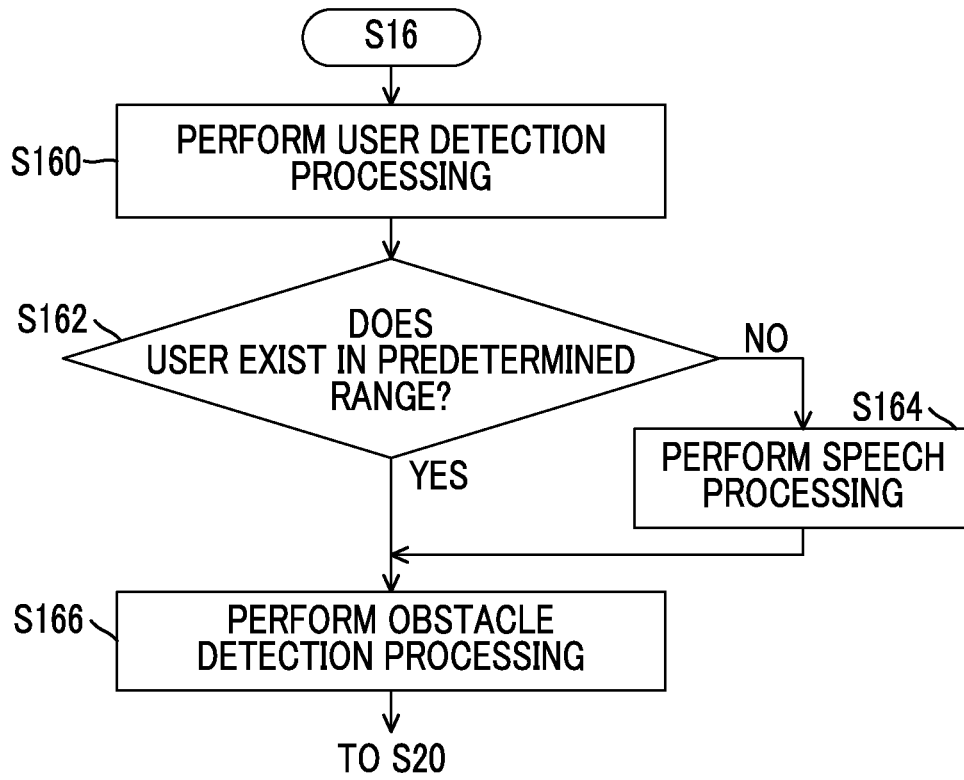 S16
S160
PERFORM USER DETECTION
PROCESSING
S162
DOES
USER EXIST IN PREDETERMINED
RANGE?
NO
S164
PERFORM SPEECH
PROCESSING
YES
S166
PERFORM OBSTACLE
DETECTION PROCESSING
TO S20